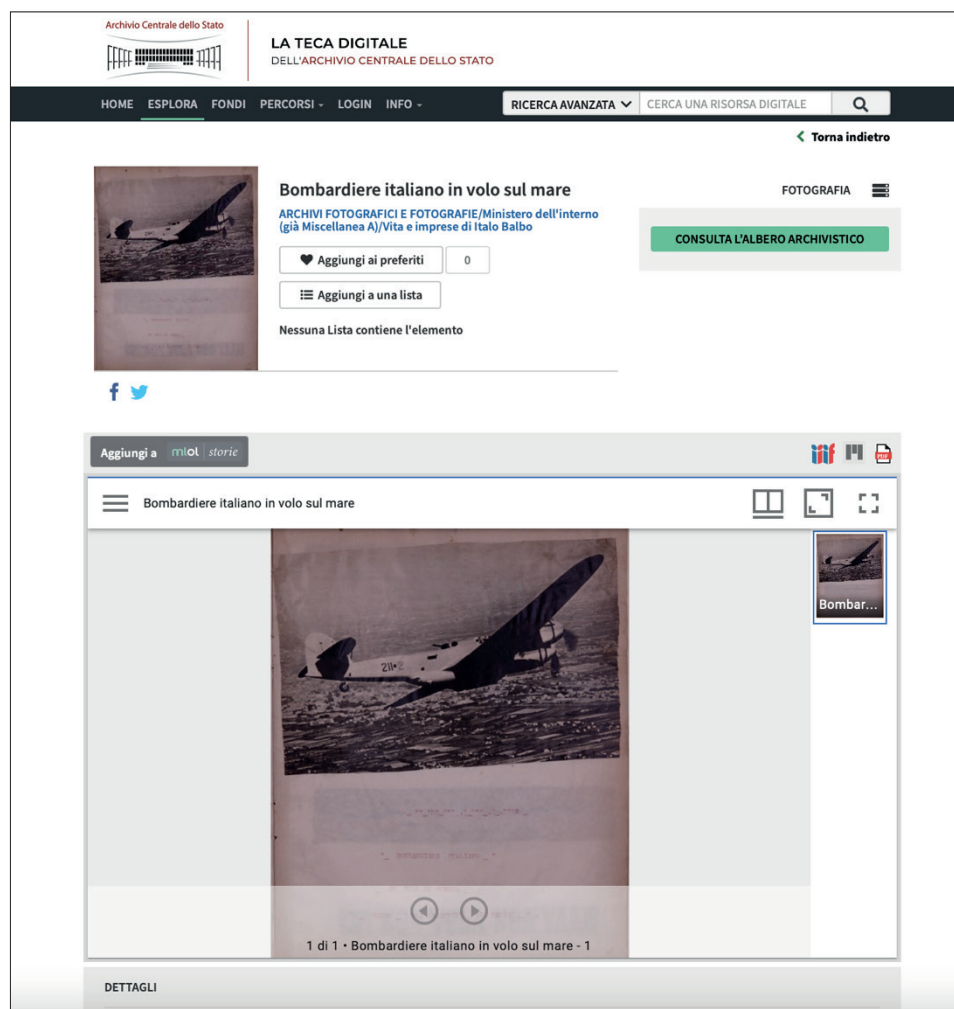 Archivio Centrale dello Stato
LA TECA DIGITALE
DELL'ARCHIVIO CENTRALE DELLO STATO
HOME ESPLORA FONDI PERCORSI LOGIN INFO RICERCA AVANZATA CERCA UNA RISORSA DIGITALE
Torna indietro
Bombardiere italiano in volo sul mare
FOTOGRAFIA
ARCHIVI FOTOGRAFICI E FOTOGRAFIE/Ministero dell'interno
(già Miscellanea A)/Vita e imprese di Italo Balbo
CONSULTA L'ALBERO ARCHIVISTICO
Aggiungi ai preferiti 0
Aggiungi a una lista
Nessuna Lista contiene l'elemento
Aggiungi a mlol storie
iiif
PDF
Bombardiere italiano in volo sul mare
Bombar...
211-2
1 di 1 • Bombardiere italiano in volo sul mare - 1
DETTAGLI